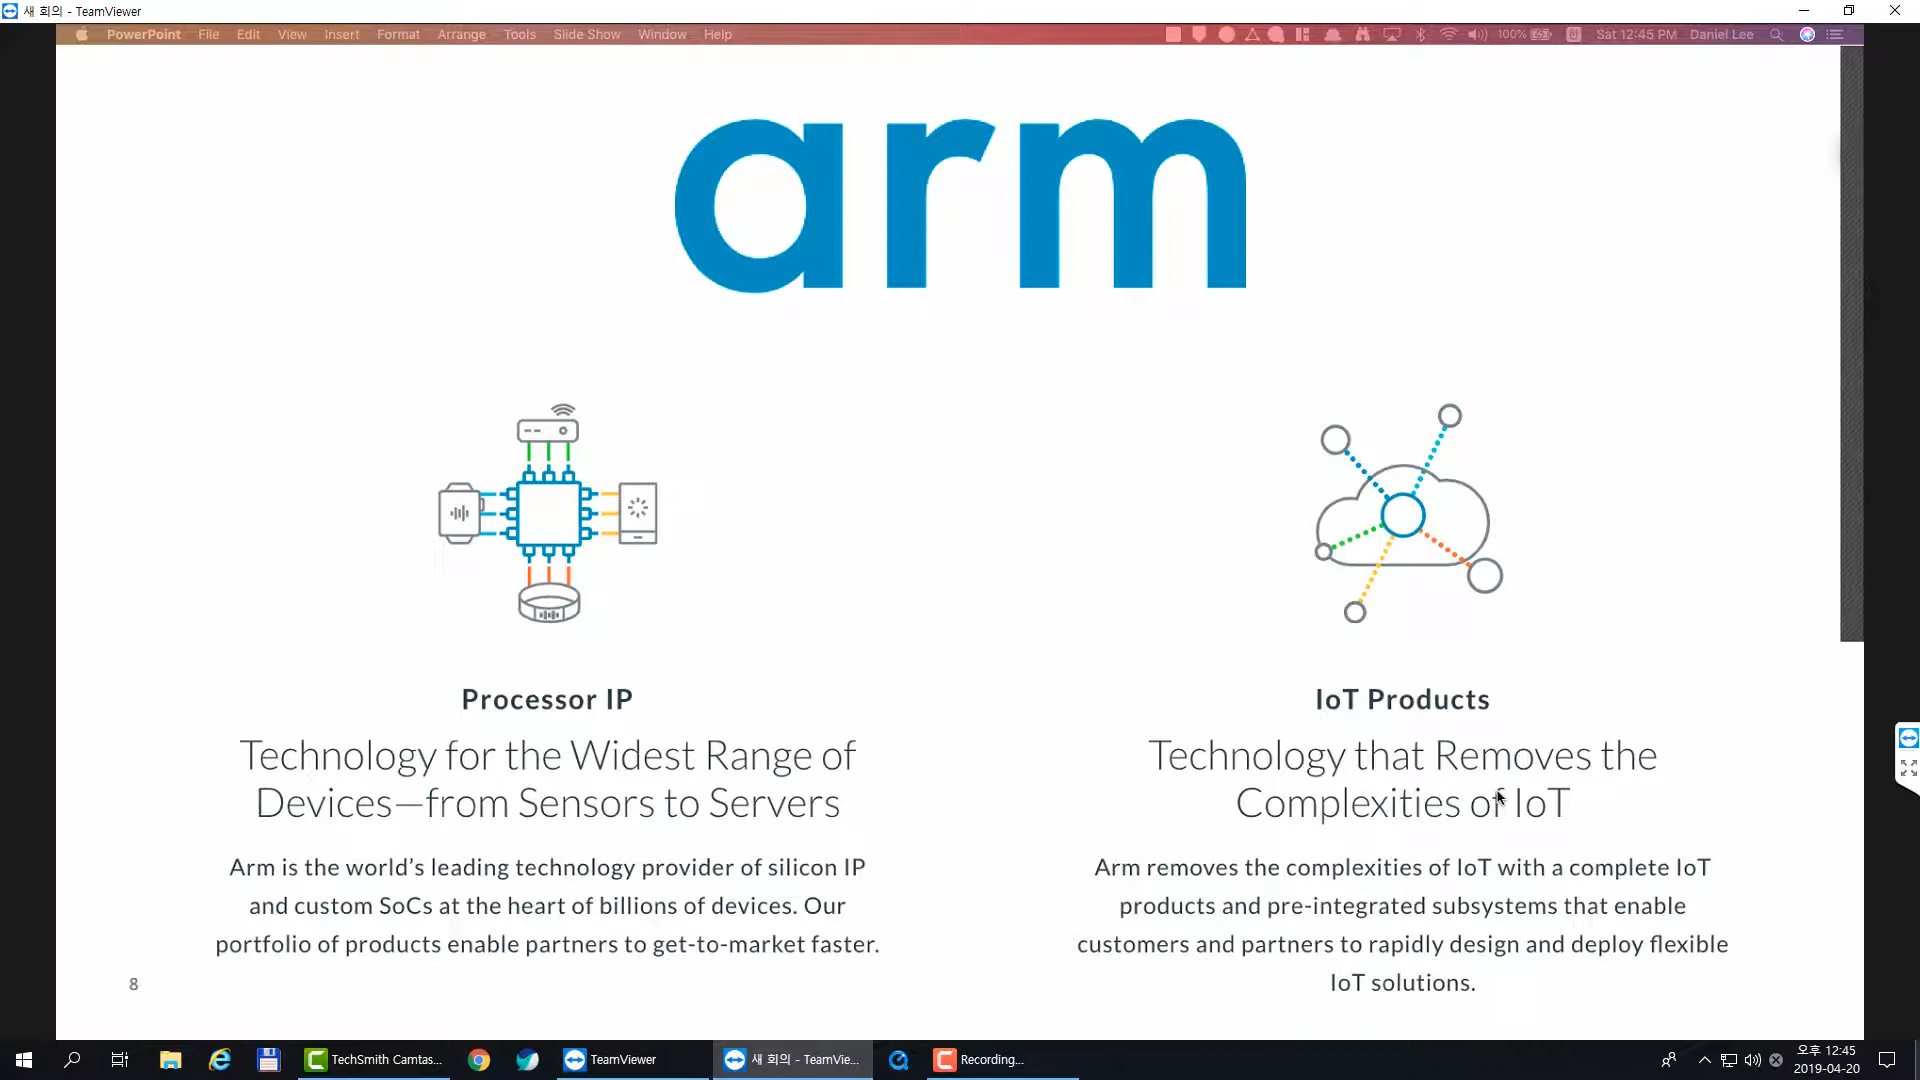 새 회의 - TeamViewer
PowerPoint File Edit View Insert Format Arrange Tools Slide Show Window Help 100% Sat 12:45 PM Daniel Lee
arm
Processor IP
Technology for the Widest Range of
Devices—from Sensors to Servers
Arm is the world's leading technology provider of silicon IP
and custom SoCs at the heart of billions of devices. Our
portfolio of products enable partners to get-to-market faster.
IoT Products
Technology that Removes the
Complexities of IoT
Arm removes the complexities of IoT with a complete IoT
products and pre-integrated subsystems that enable
customers and partners to rapidly design and deploy flexible
IoT solutions.
8
TechSmith Camtas...
TeamViewer
새 회의 - TeamVie...
Recording...
오후 12:45
2019-04-20